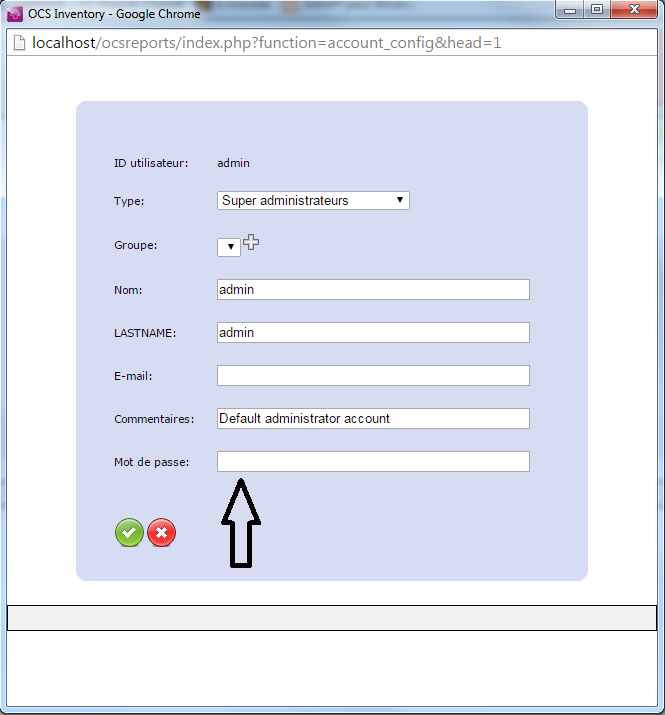 OCS Inventory - Google Chrome
localhost/ocsreports/index.php?function=account_config&head=1
ID utilisateur: admin
Type: Super administrateurs
Groupe:
Nom: admin
LASTNAME: admin
E-mail:
Commentaires: Default administrator account
Mot de passe: